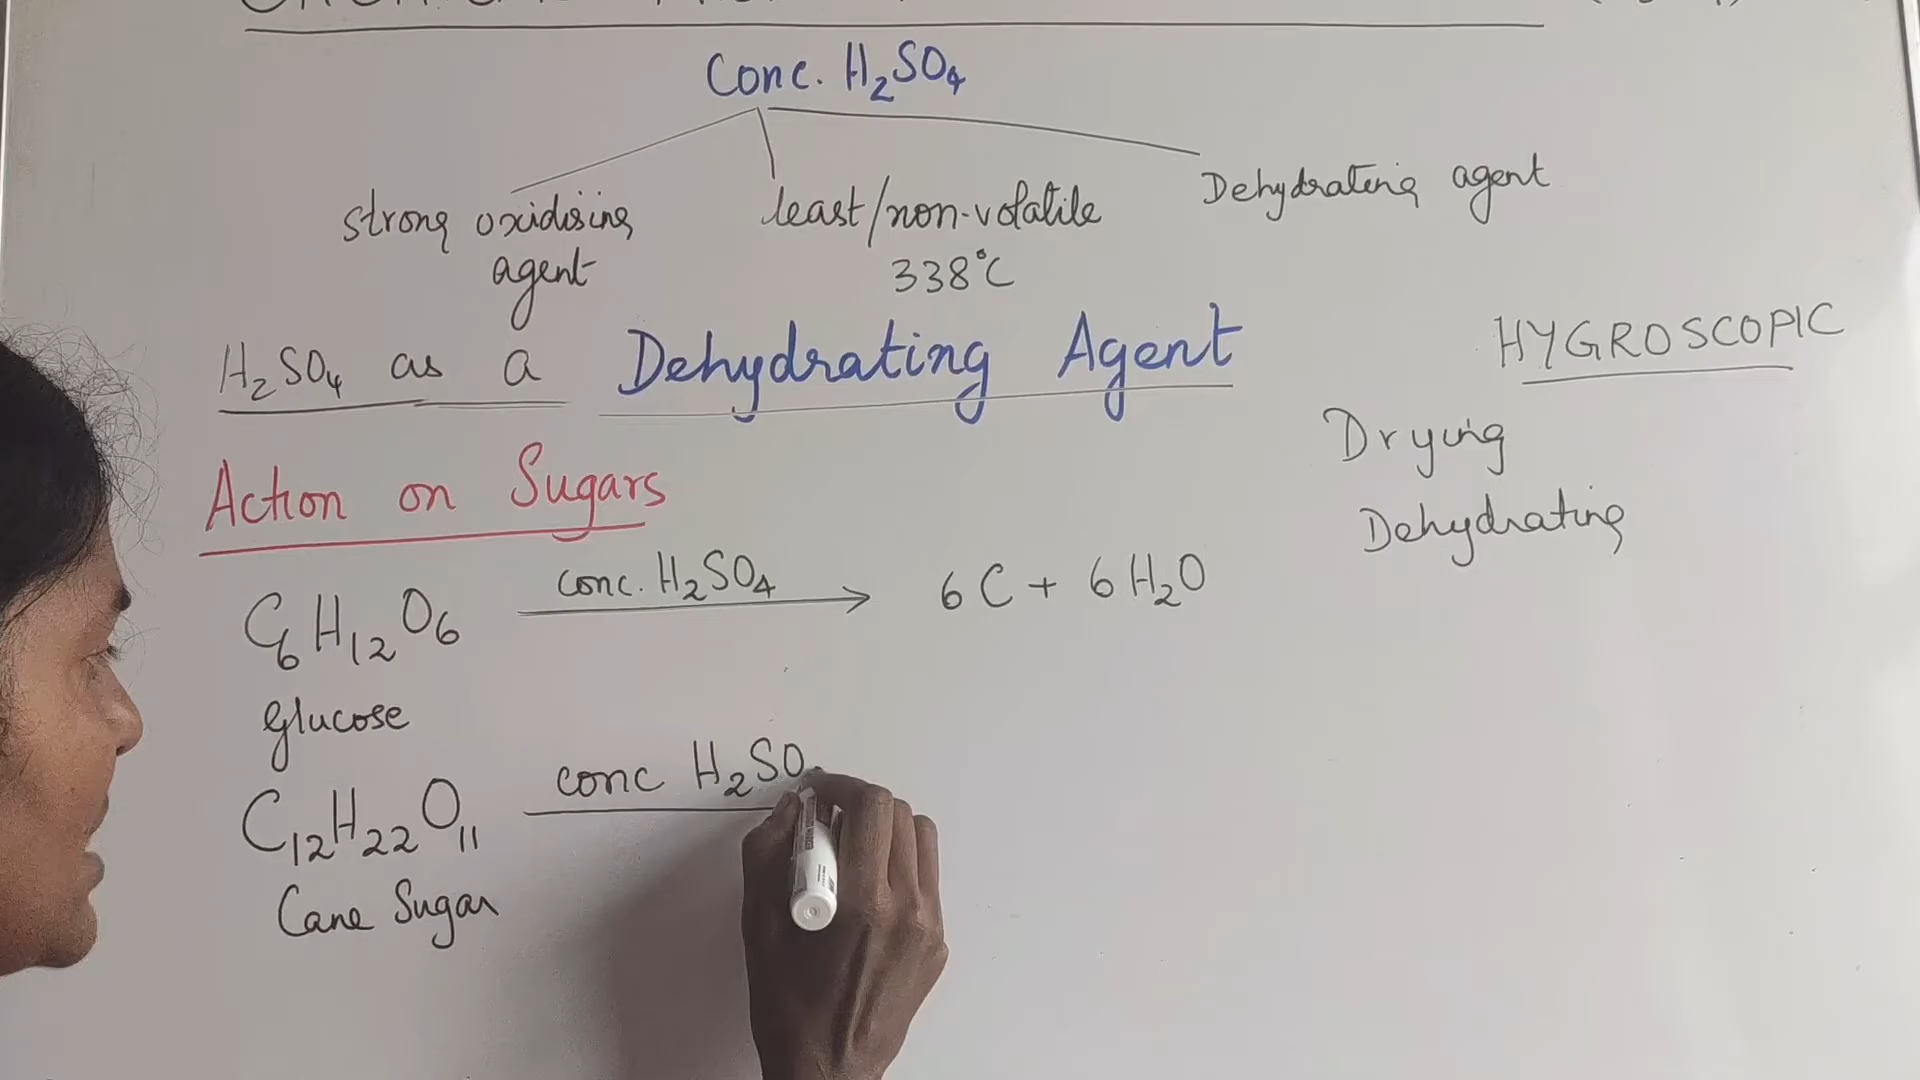 Conc. H₂SO₄
strong oxidising agent
least/non-volatile
338°C
Dehydrating agent
H₂SO₄ as a Dehydrating Agent
HYGROSCOPIC
Drying
Dehydrating
Action on Sugars
C₆H₁₂O₆ conc. H₂SO₄ → 6C + 6H₂O
glucose
C₁₂H₂₂O₁₁ conc H₂SO
Cane Sugar